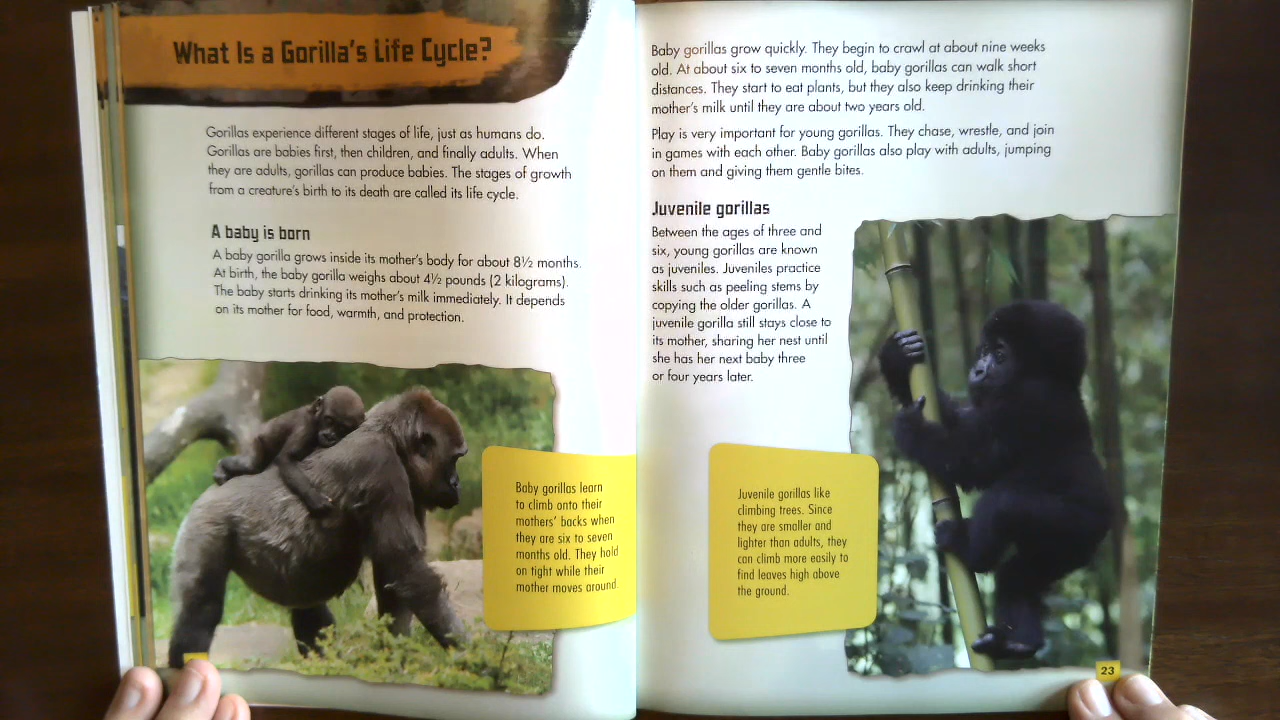 What Is a Gorilla's Life Cycle?
Gorillas experience different stages of life, just as humans do.
Gorillas are babies first, then children, and finally adults. When
they are adults, gorillas can produce babies. The stages of growth
from a creature's birth to its death are called its life cycle.
A baby is born
A baby gorilla grows inside its mother's body for about 8½ months.
At birth, the baby gorilla weighs about 4½ pounds (2 kilograms).
The baby starts drinking its mother's milk immediately. It depends
on its mother for food, warmth, and protection.
Baby gorillas learn
to climb onto their
mothers' backs when
they are six to seven
months old. They hold
on tight while their
mother moves around.
Baby gorillas grow quickly. They begin to crawl at about nine weeks
old. At about six to seven months old, baby gorillas can walk short
distances. They start to eat plants, but they also keep drinking their
mother's milk until they are about two years old.
Play is very important for young gorillas. They chase, wrestle, and join
in games with each other. Baby gorillas also play with adults, jumping
on them and giving them gentle bites.
Juvenile gorillas
Between the ages of three and
six, young gorillas are known
as juveniles. Juveniles practice
skills such as peeling stems by
copying the older gorillas. A
juvenile gorilla still stays close to
its mother, sharing her nest until
she has her next baby three
or four years later.
Juvenile gorillas like
climbing trees. Since
they are smaller and
lighter than adults, they
can climb more easily to
find leaves high above
the ground.
23